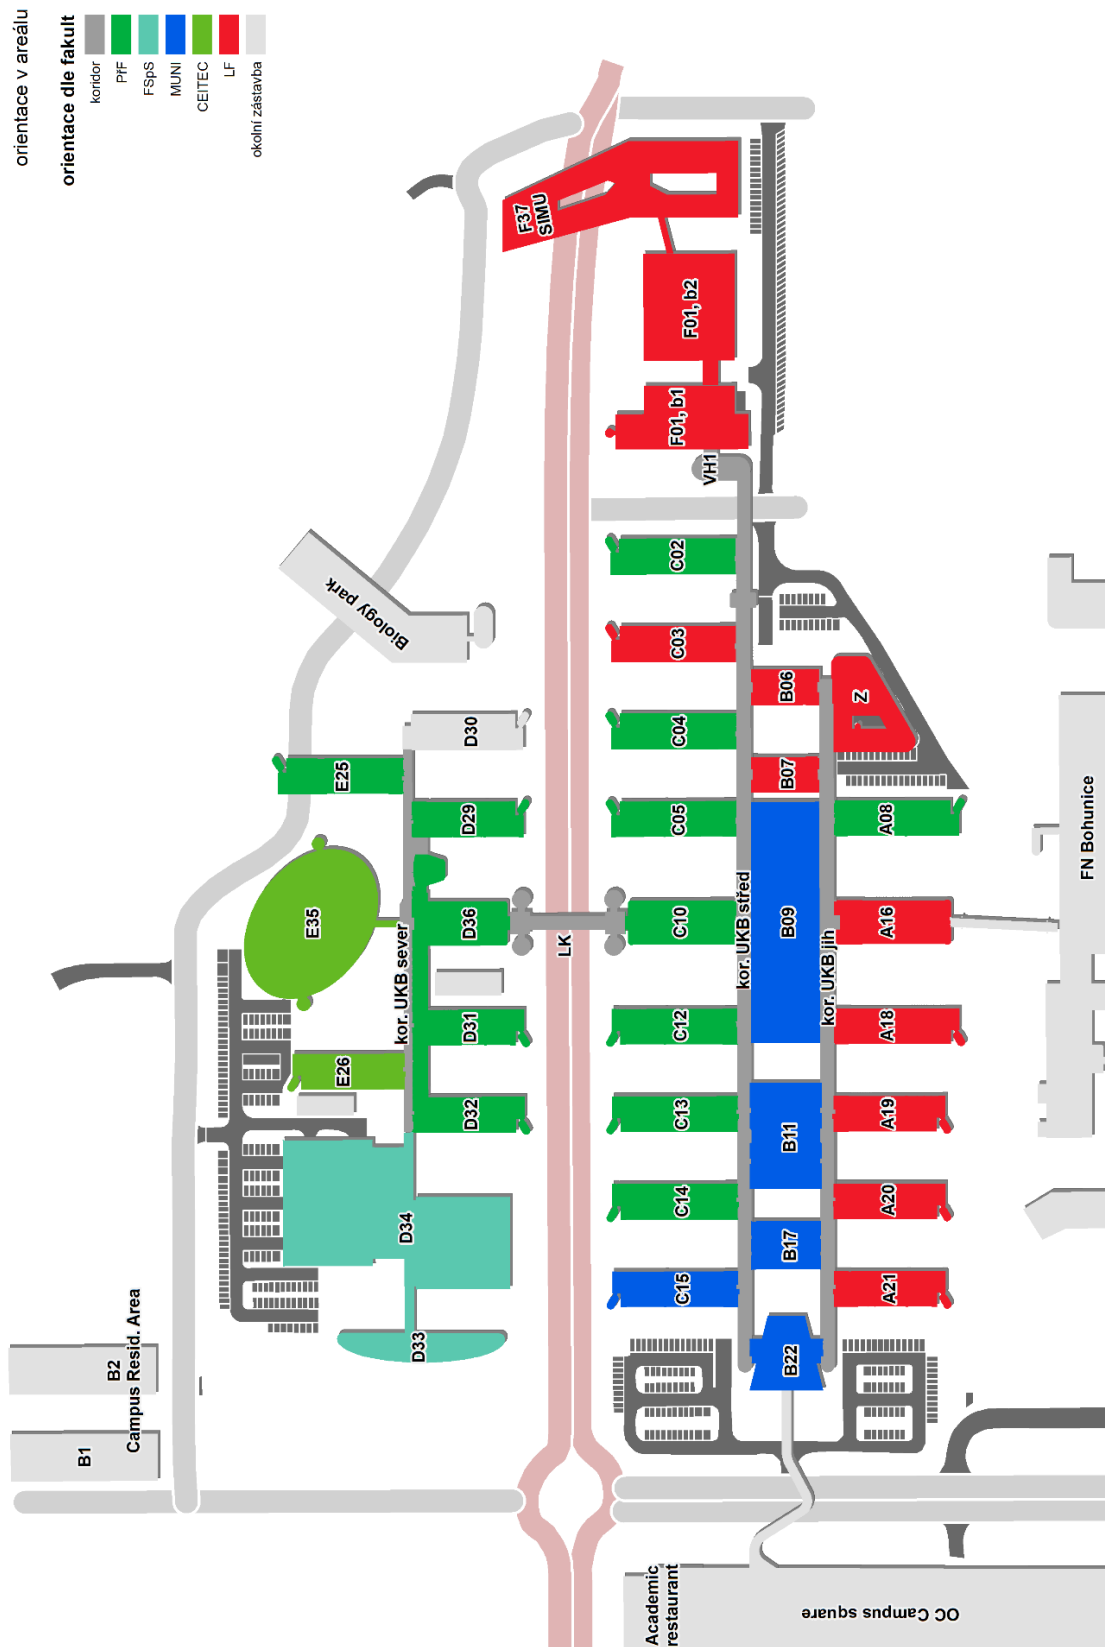 orientace v areálu
orientace dle fakult
koridor
PřF
FSpS
MUNI
CEITEC
LF
okolní zástavba
B1
B2
Campus Resid. Area
D33
D34
E26
E35
E25
D32
D31
D36
D29
D30
kor. UKB sever
Biology park
LK
F37
SIMU
C15
C14
C13
C12
C10
C05
C04
C03
C02
VH1
F01, b1
F01, b2
kor. UKB střed
B22
B17
B11
B09
B07
B06
kor. UKB jih
A21
A20
A19
A18
A16
A08
Z
FN Bohunice
Academic
restaurant
OC Campus square